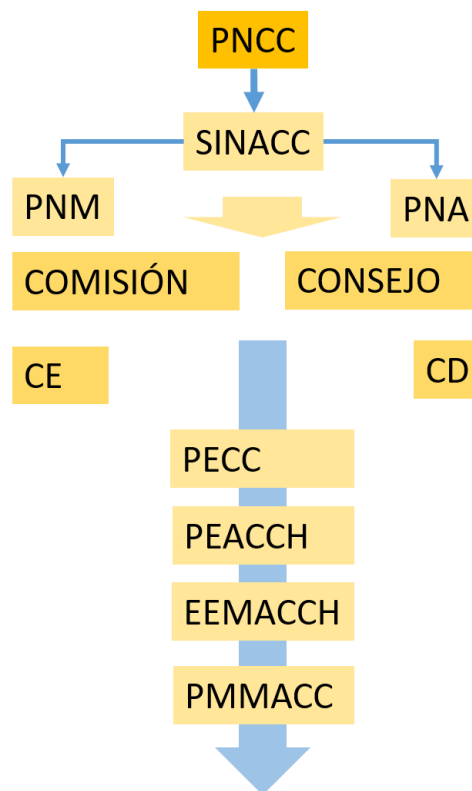 PNCC
SINACC
PNM
PNA
COMISIÓN
CONSEJO
CE
CD
PECC
PEACCH
EEMACCH
PMMACC